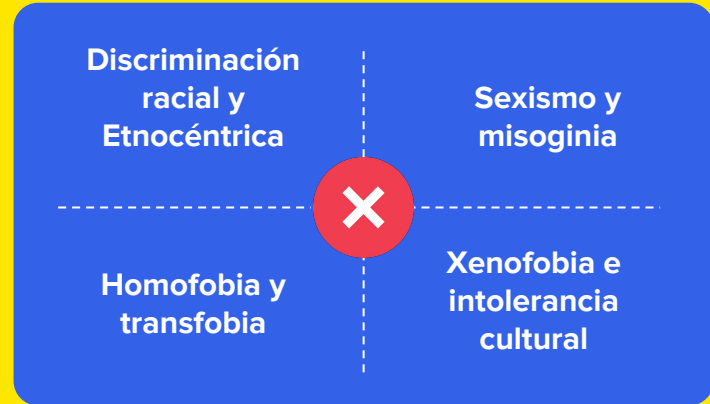 Discriminación
racial y
Etnocéntrica
Sexismo y
misoginia
Homofobia y
transfobia
Xenofobia e
intolerancia
cultural